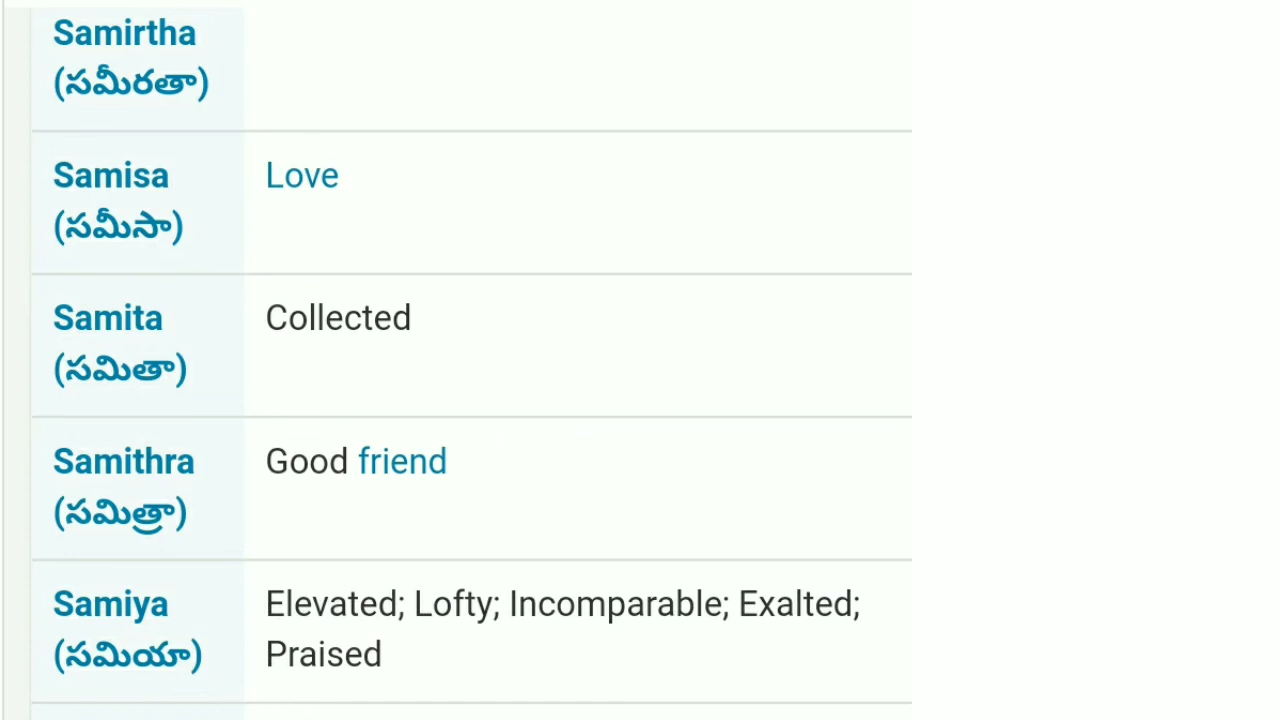 Samirtha
(సమీరతా)
Samisa Love
(సమీసా)
Samita Collected
(సమితా)
Samithra Good friend
(సమిత్రా)
Samiya Elevated; Lofty; Incomparable; Exalted;
(సమియా) Praised